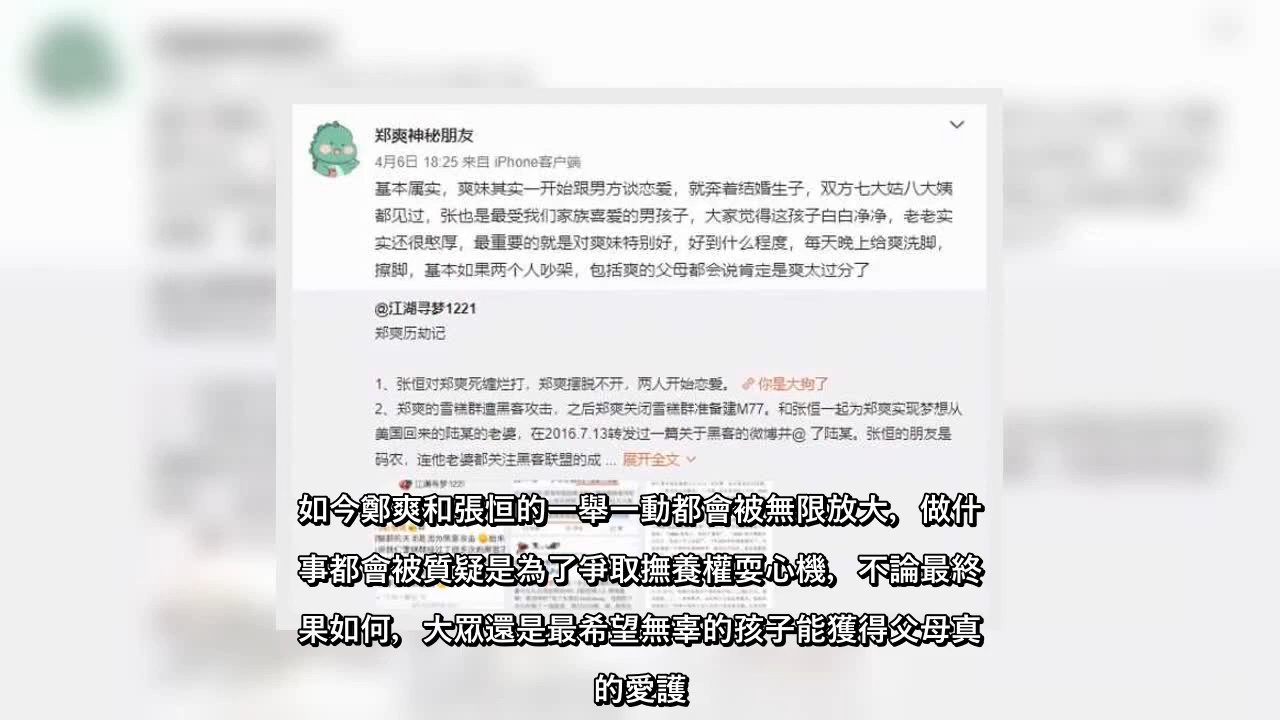 郑爽神秘朋友
4月6日 18:25 来自 iPhone客户端
基本属实，爽妹其实一开始跟男方谈恋爱，就奔着结婚生子，双方七大姑八大姨
都见过，张也是最受我们家族喜爱的男孩子，大家觉得这孩子白白净净，老老实
实还很憨厚，最重要的就是对爽妹特别好，好到什么程度，每天晚上给爽洗脚，
擦脚，基本如果两个人吵架，包括爽的父母都会说肯定是爽太过分了
@江湖寻梦1221
郑爽历劫记
1、张恒对郑爽死缠烂打，郑爽摆脱不开，两人开始恋爱。 你是大狗了
2、郑爽的雪糕群遭黑客攻击，之后郑爽关闭雪糕群准备建M77。和张恒一起为郑爽实现梦想从
美国回来的陆某的老婆，在2016.7.13转发过一篇关于黑客的微博并@ 了陆某。张恒的朋友是
码农，连他老婆都关注黑客联盟的成 ... 展开全文
江湖寻梦1221
如今鄭爽和張恒的一舉一動都會被無限放大，做什
事都會被質疑是為了爭取撫養權耍心機，不論最終
果如何，大眾還是最希望無辜的孩子能獲得父母真
的愛護